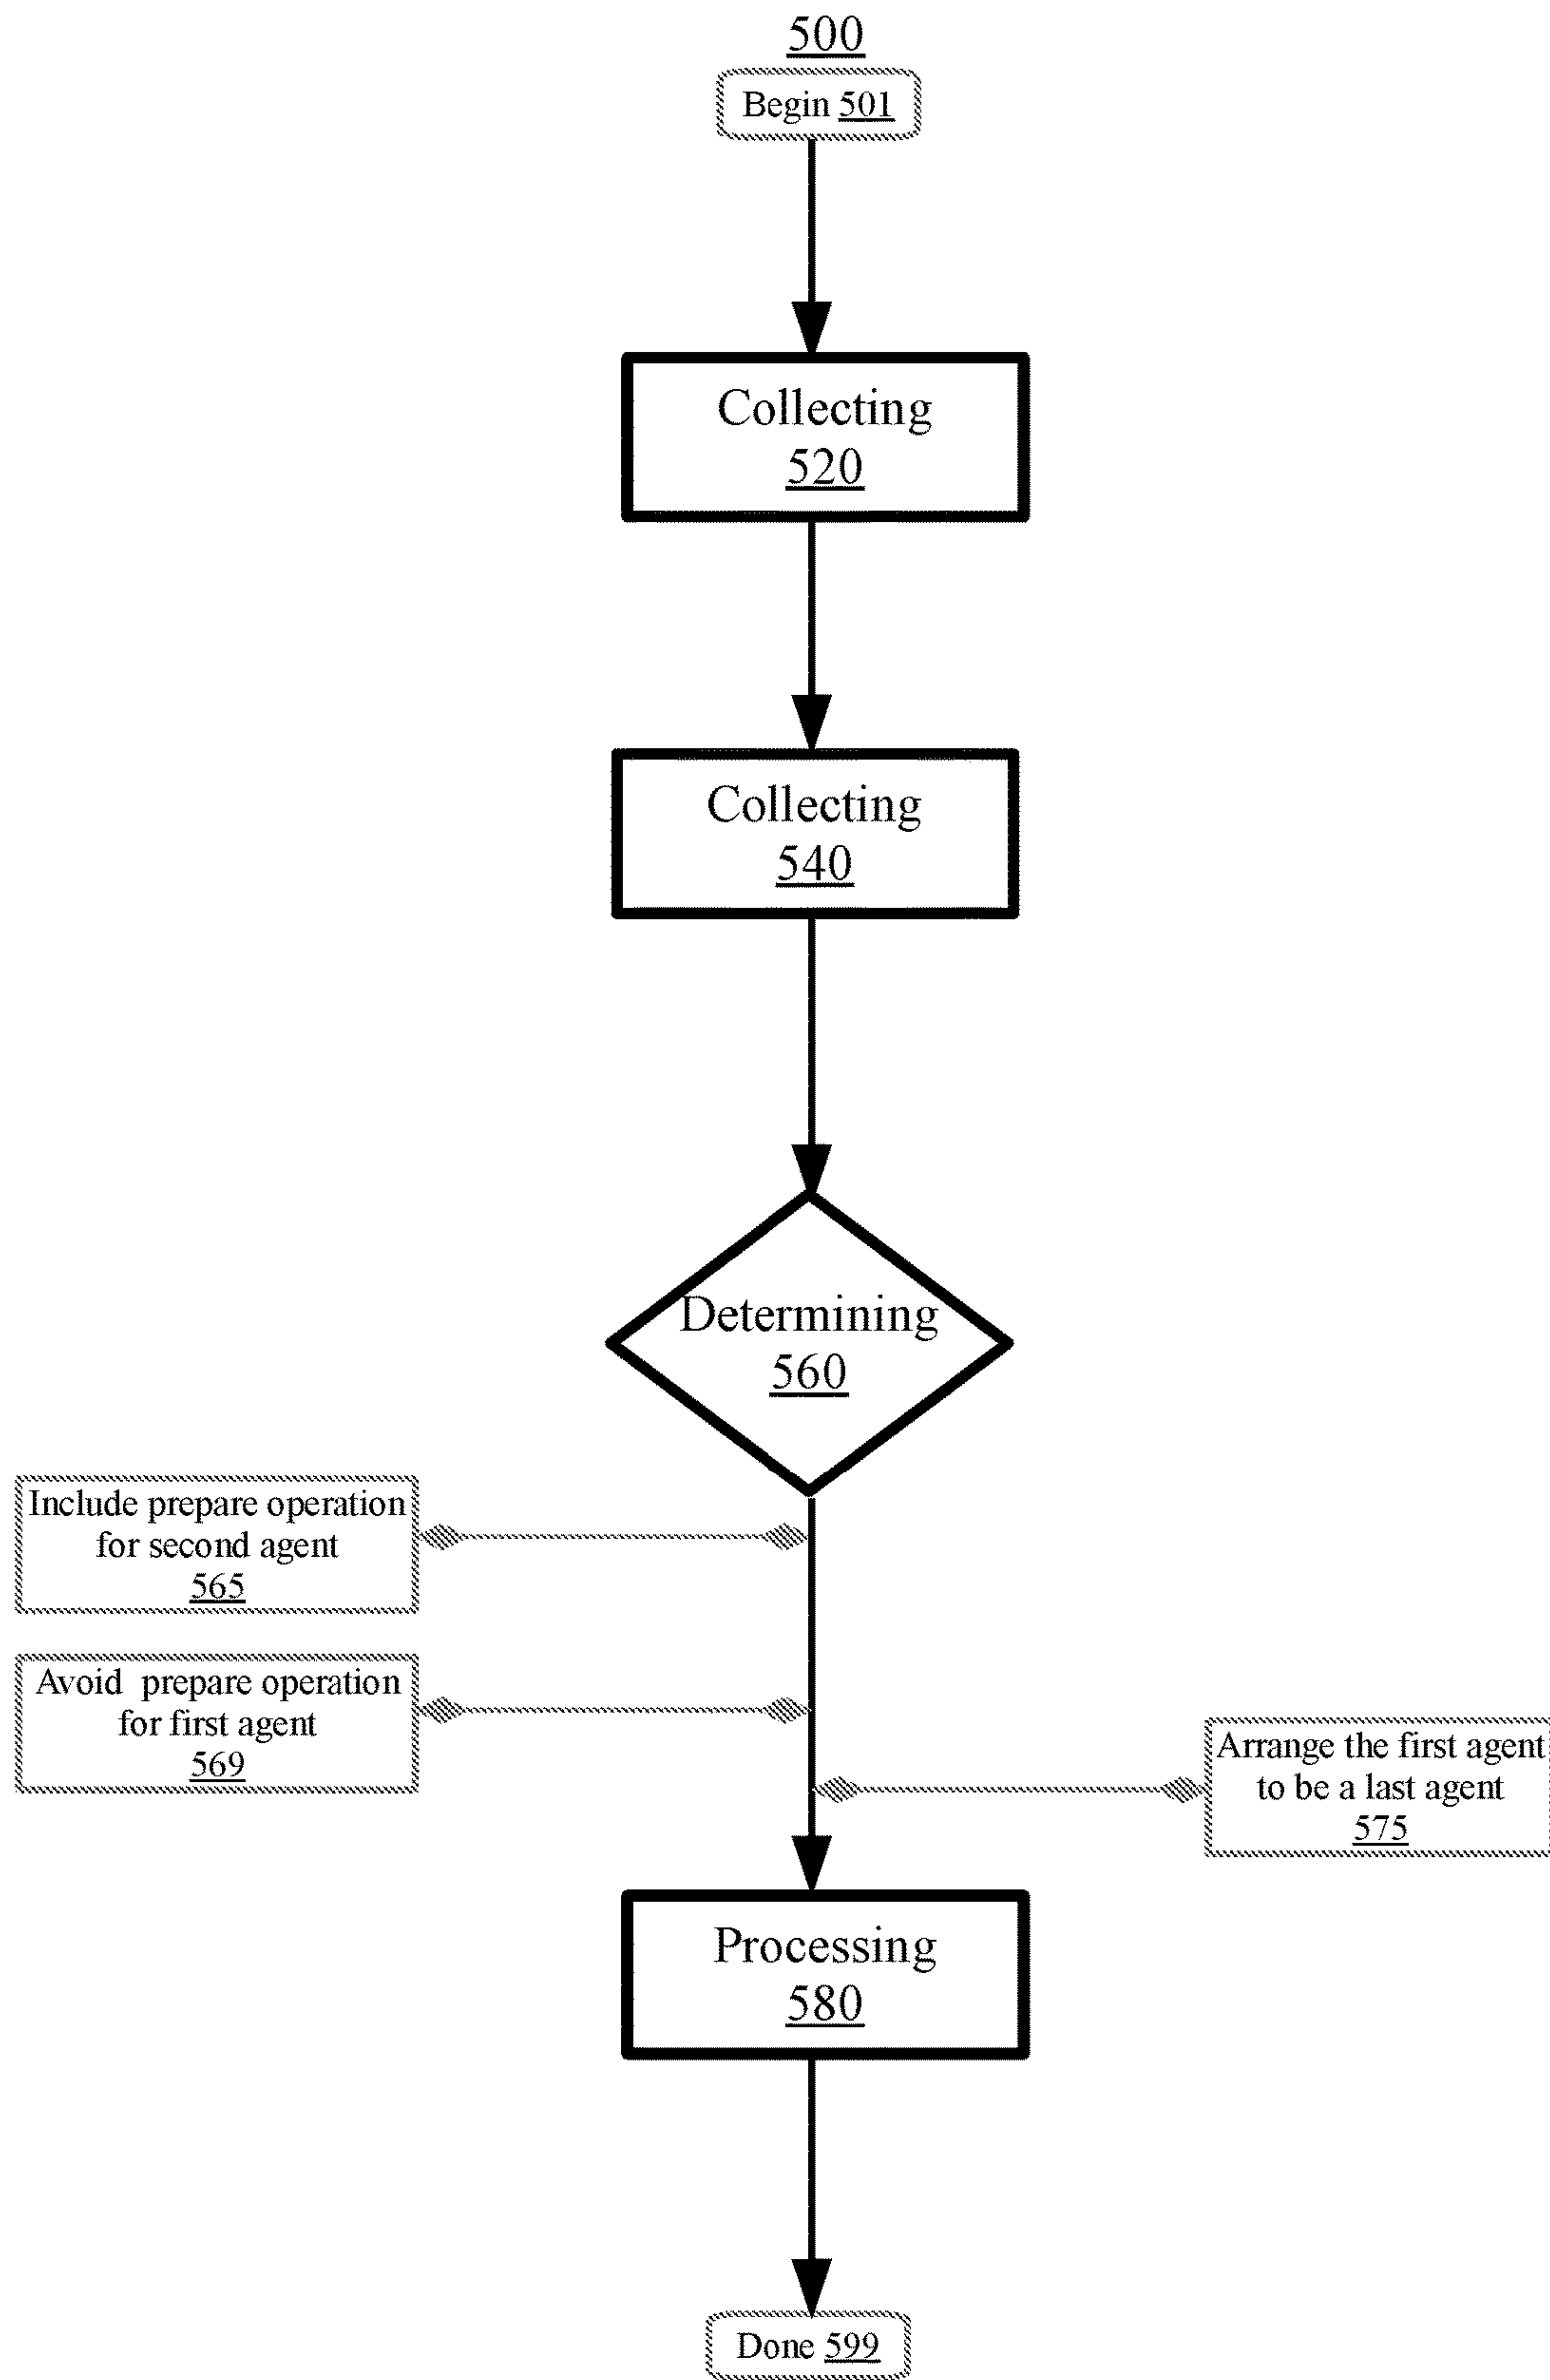 500
Begin 501
Collecting
520
Collecting
540
Determining
560
Include prepare operation
for second agent
565
Avoid prepare operation
for first agent
569
Arrange the first agent
to be a last agent
575
Processing
580
Done 599